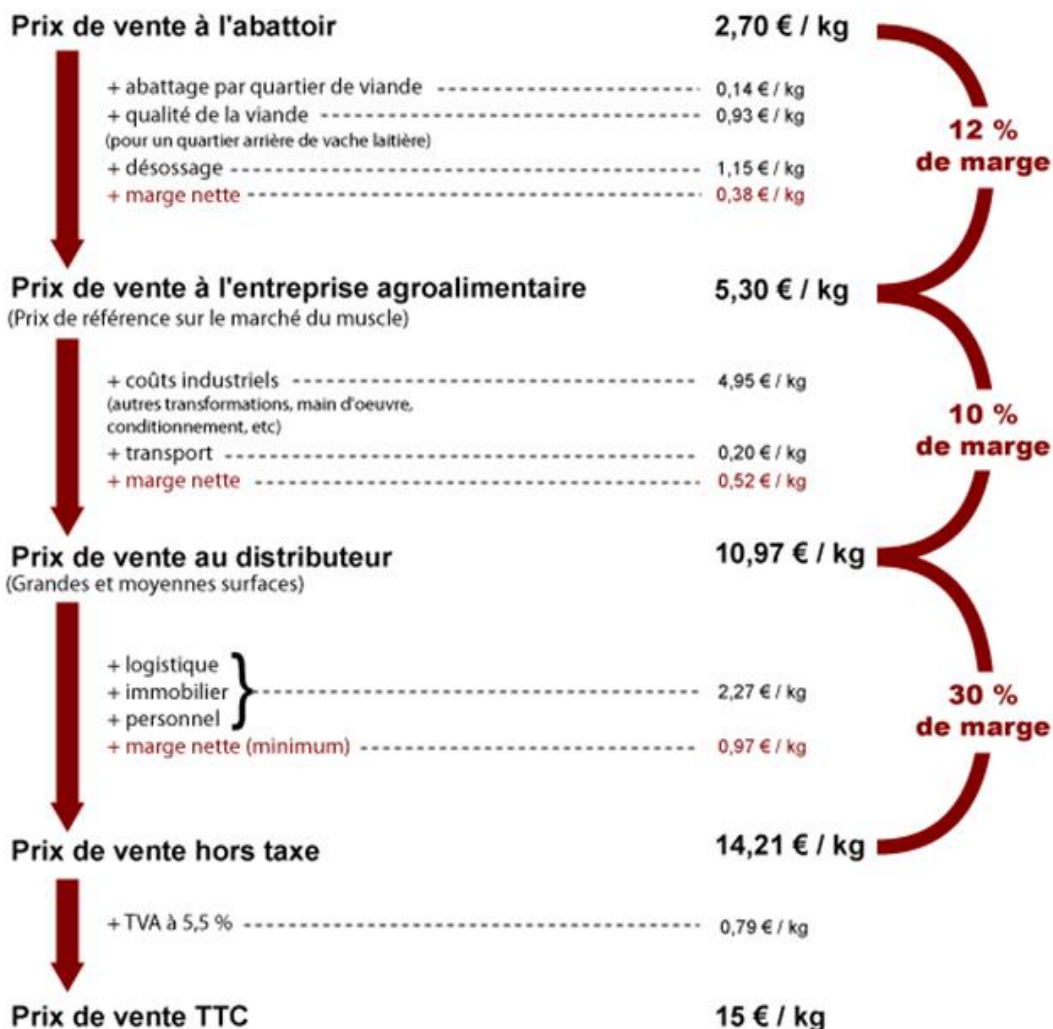 Prix de vente à l'abattoir 2,70 € / kg
+ abattage par quartier de viande 0,14 € / kg
+ qualité de la viande 0,93 € / kg
(pour un quartier arrière de vache laitière)
12 %
de marge
+ désossage 1,15 € / kg
+ marge nette 0,38 € / kg
Prix de vente à l'entreprise agroalimentaire 5,30 € / kg
(Prix de référence sur le marché du muscle)
+ coûts industriels 4,95 € / kg
(autres transformations, main d'oeuvre,
conditionnement, etc)
10 %
de marge
+ transport 0,20 € / kg
+ marge nette 0,52 € / kg
Prix de vente au distributeur 10,97 € / kg
(Grandes et moyennes surfaces)
+ logistique
+ immobilier } 2,27 € / kg
+ personnel
30 %
de marge
+ marge nette (minimum) 0,97 € / kg
Prix de vente hors taxe 14,21 € / kg
+ TVA à 5,5 % 0,79 € / kg
Prix de vente TTC 15 € / kg